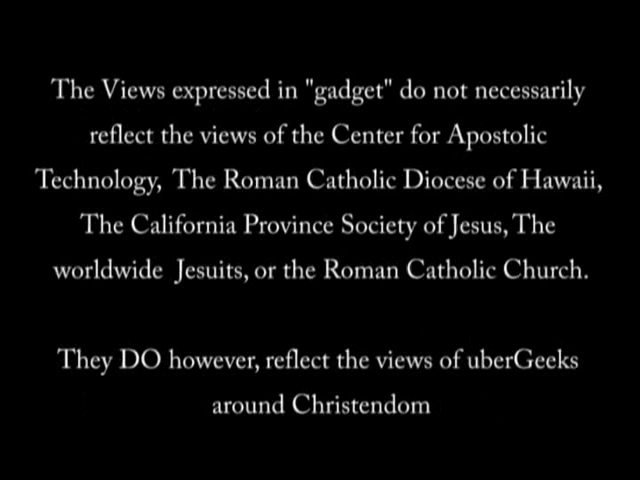 The Views expressed in "gadget" do not necessarily
reflect the views of the Center for Apostolic
Technology, The Roman Catholic Diocese of Hawaii,
The California Province Society of Jesus, The
worldwide Jesuits, or the Roman Catholic Church.
They DO however, reflect the views of uberGeeks
around Christendom